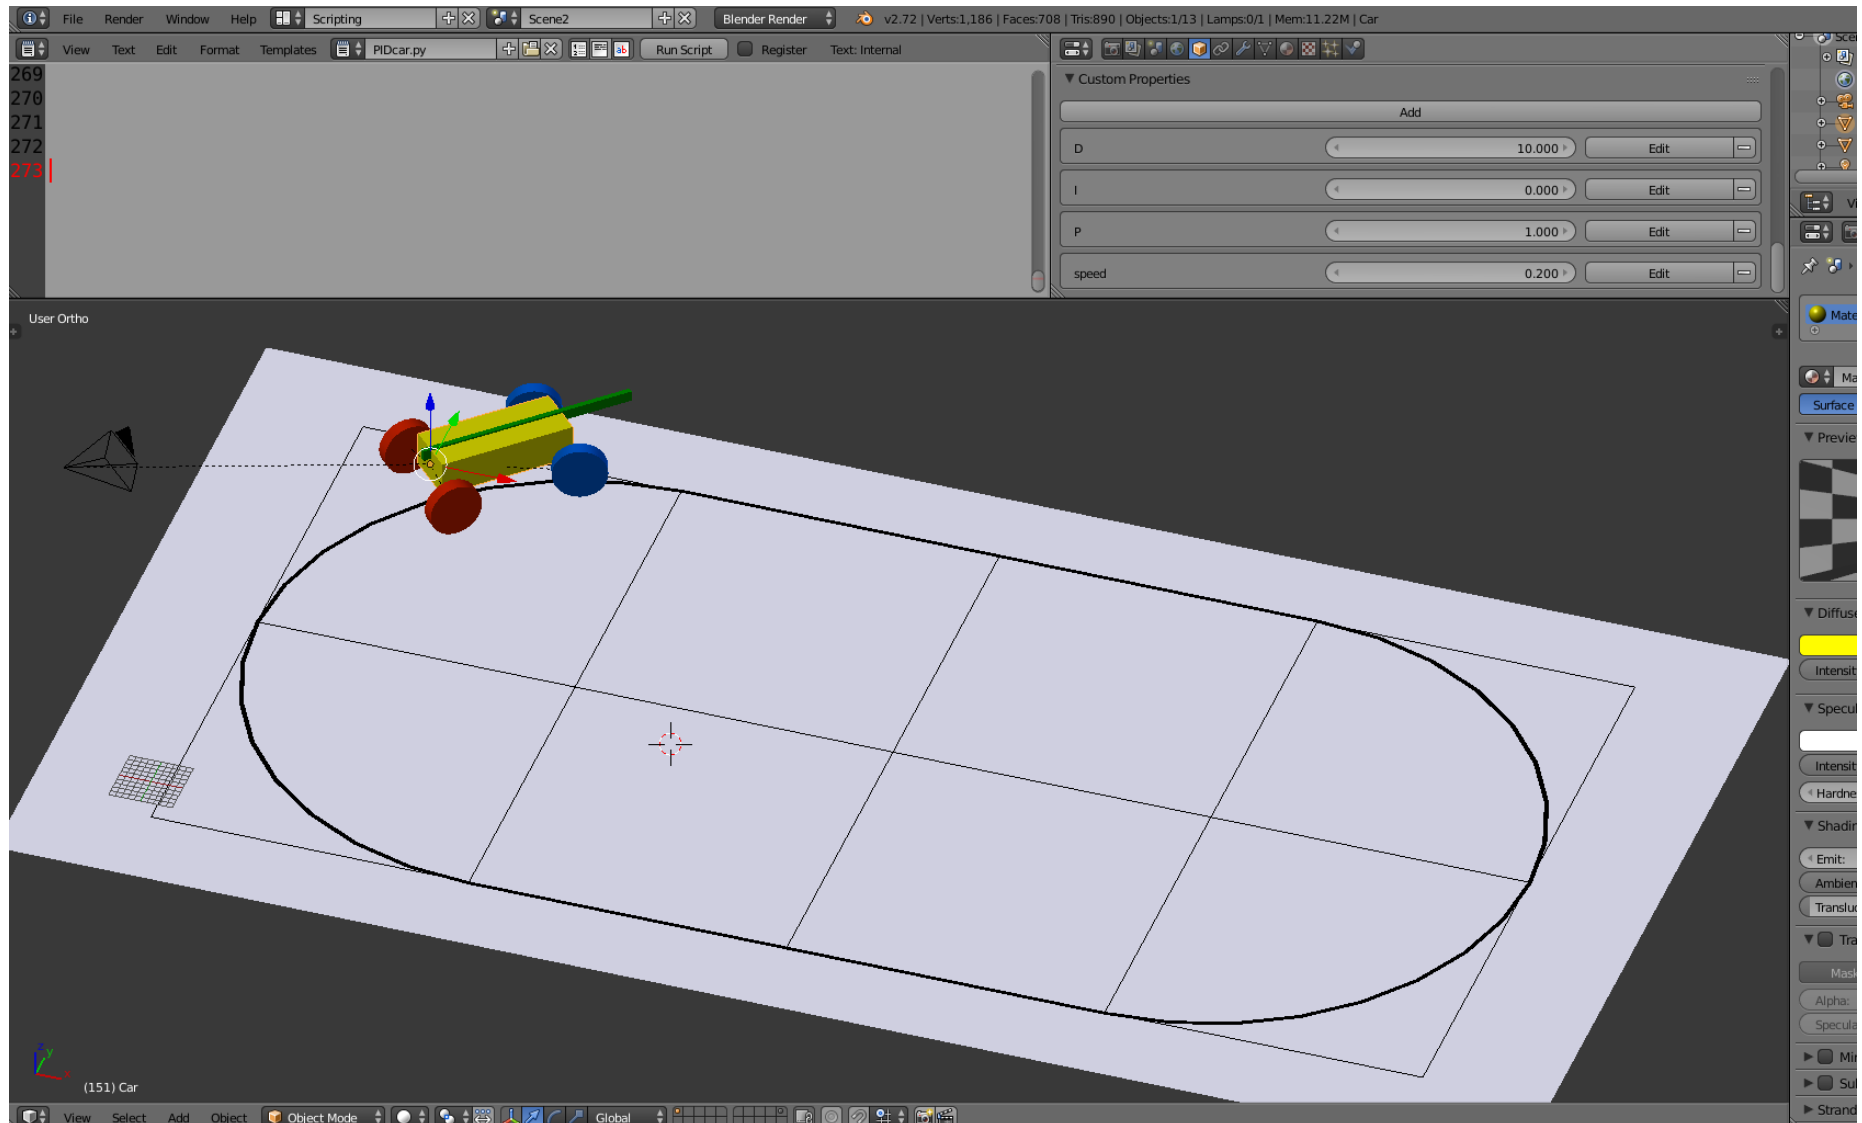 File Render Window Help Scripting Scene2 Blender Render v2.72 | Verts:1,186 | Faces:708 | Tris:890 | Objects:1/13 | Lamps:0/1 | Mem:11.22M | Car
View Text Edit Format Templates PIDcar.py Run Script Register Text: Internal
269
270
271
272
273
Custom Properties
Add
D 10.000 Edit
I 0.000 Edit
P 1.000 Edit
speed 0.200 Edit
User Ortho
Surface
Emit:
Alpha:
Strand
z
y
x
(151) Car
View Select Add Object Object Mode Global